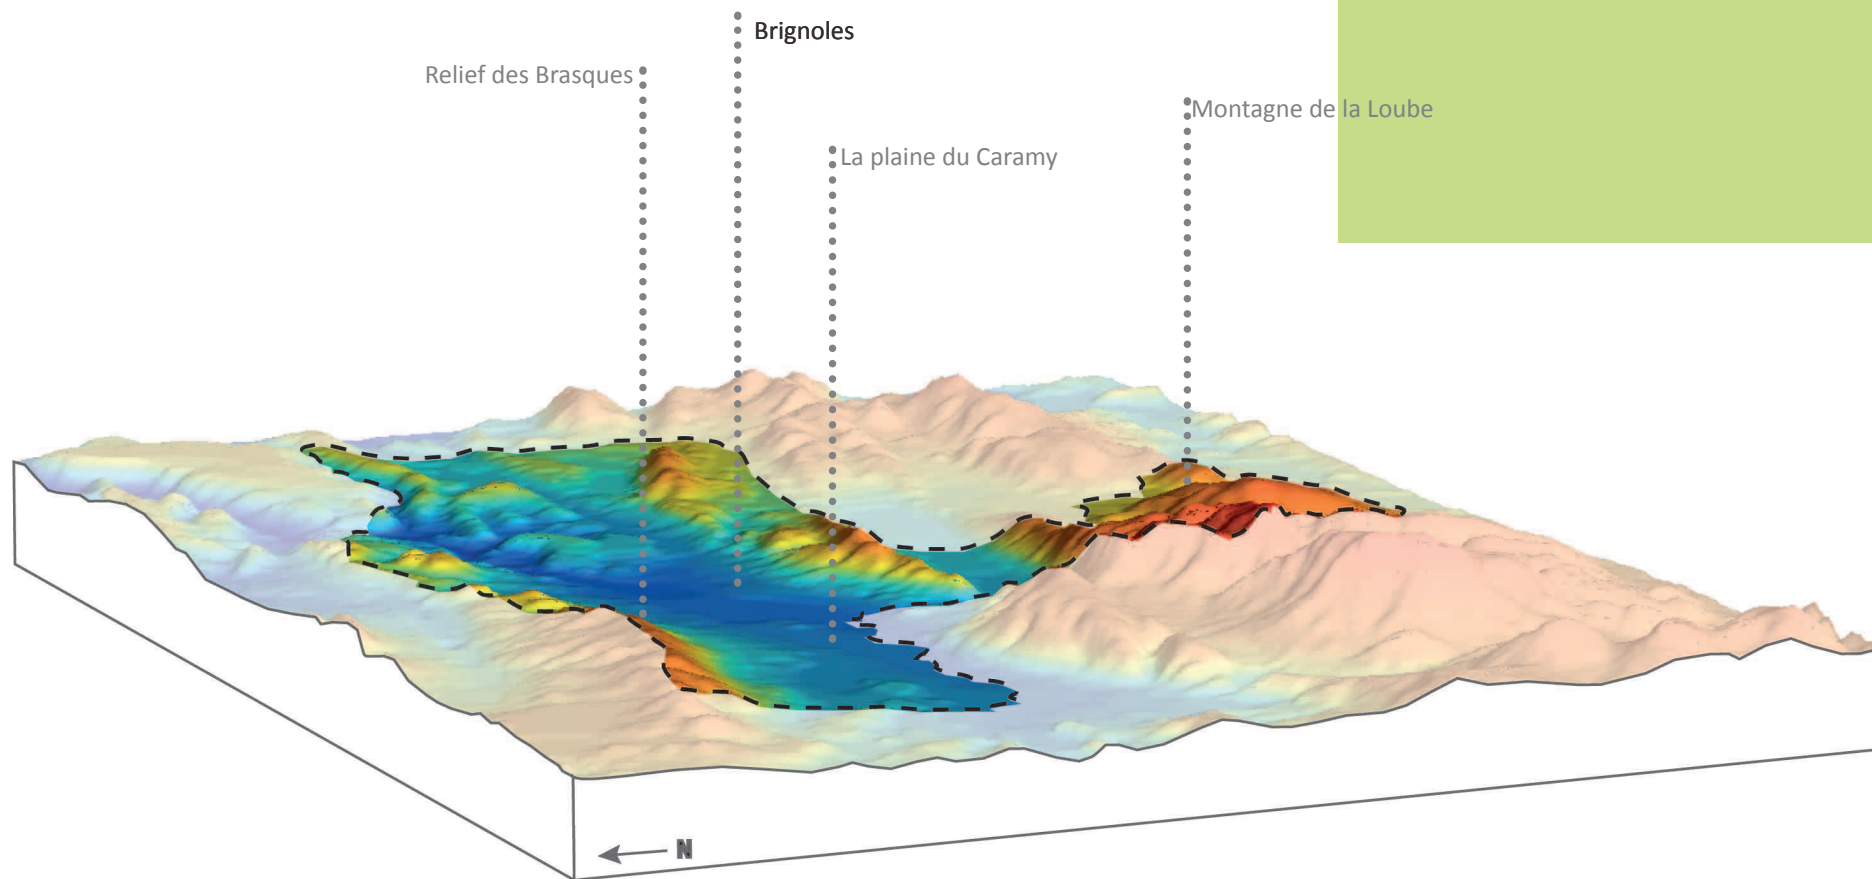 Brignoles
Relief des Brasques
Montagne de la Loube
La plaine du Caramy
N